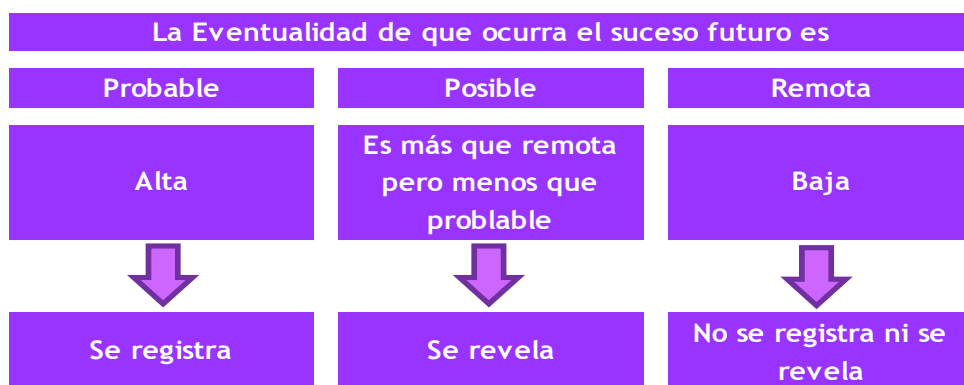 La Eventualidad de que ocurra el suceso futuro es
Probable
Posible
Remota
Alta
Es más que remota
pero menos que
problable
Baja
Se registra
Se revela
No se registra ni se
revela